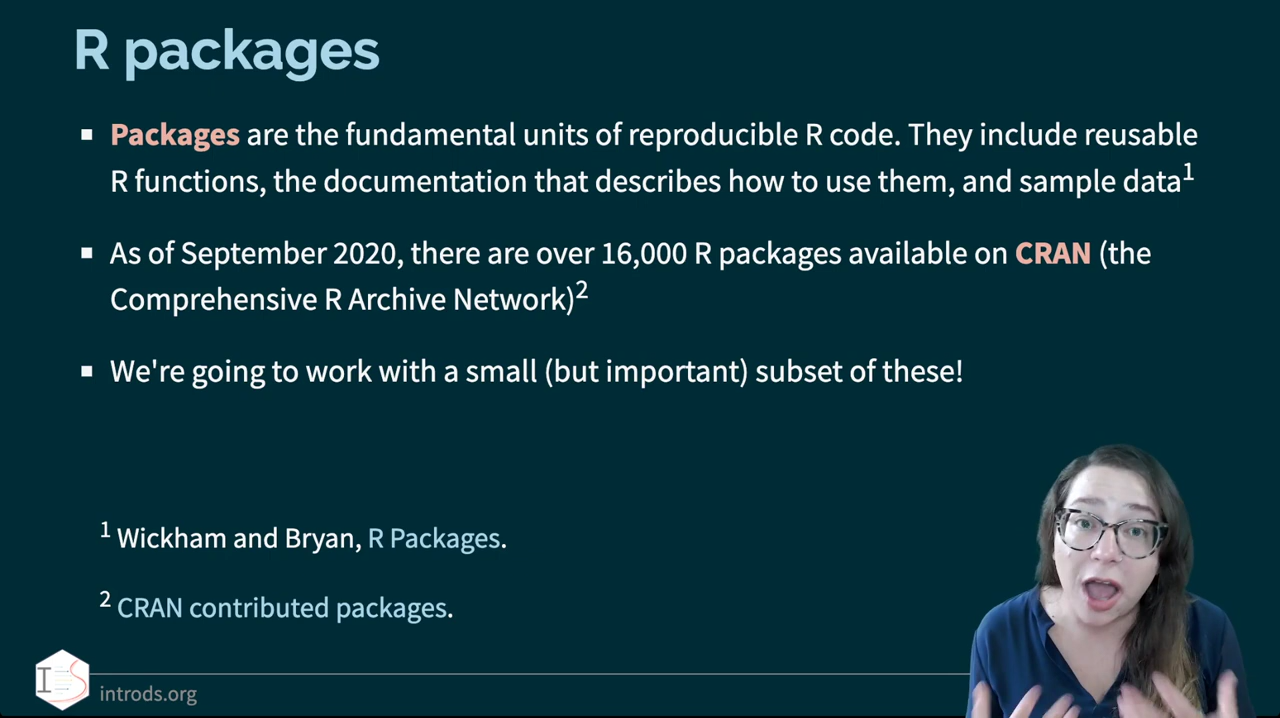 R packages
Packages are the fundamental units of reproducible R code. They include reusable
R functions, the documentation that describes how to use them, and sample data1
As of September 2020, there are over 16,000 R packages available on CRAN (the
Comprehensive R Archive Network)2
We're going to work with a small (but important) subset of these!
1 Wickham and Bryan, R Packages.
2 CRAN contributed packages.
I S
introds.org